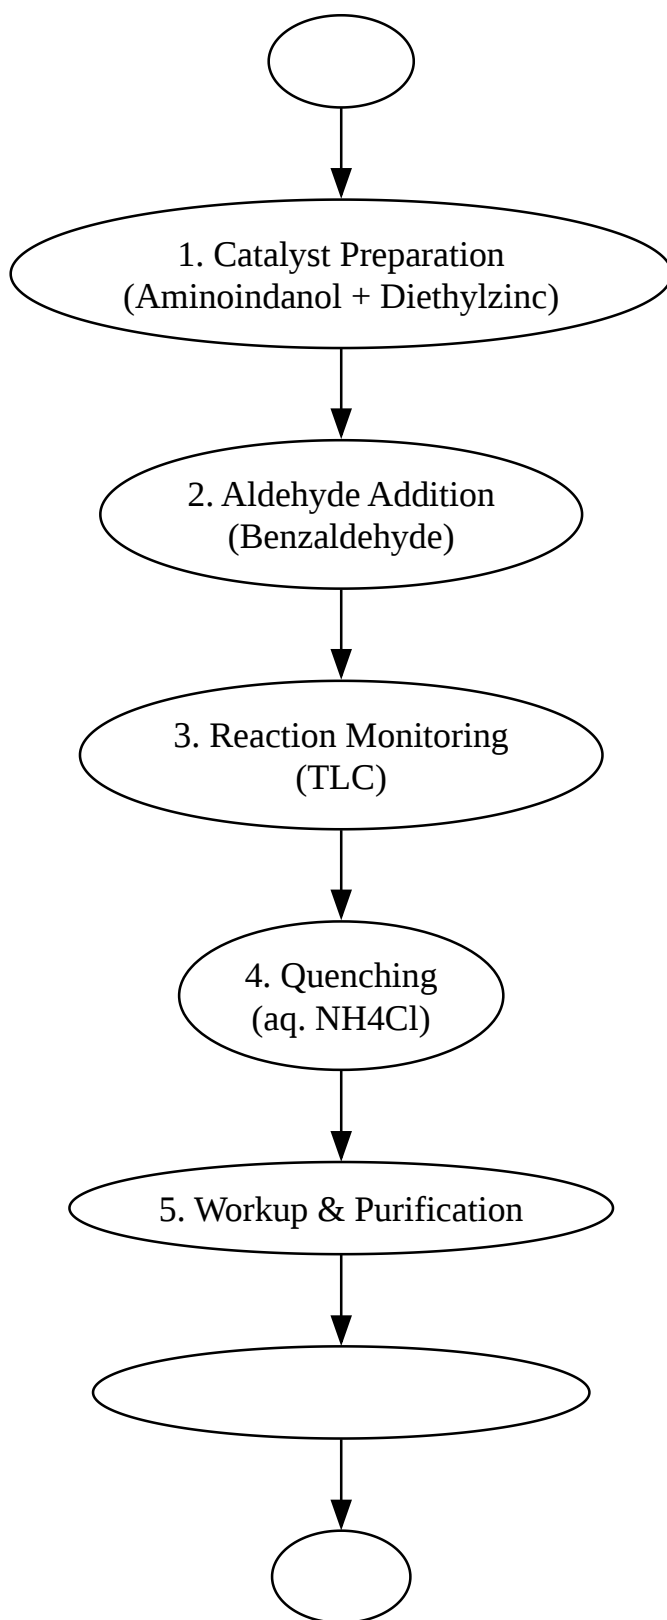 1. Catalyst Preparation
(Aminoindanol + Diethylzinc)
2. Aldehyde Addition
(Benzaldehyde)
3. Reaction Monitoring
(TLC)
4. Quenching
(aq. NH4Cl)
5. Workup & Purification